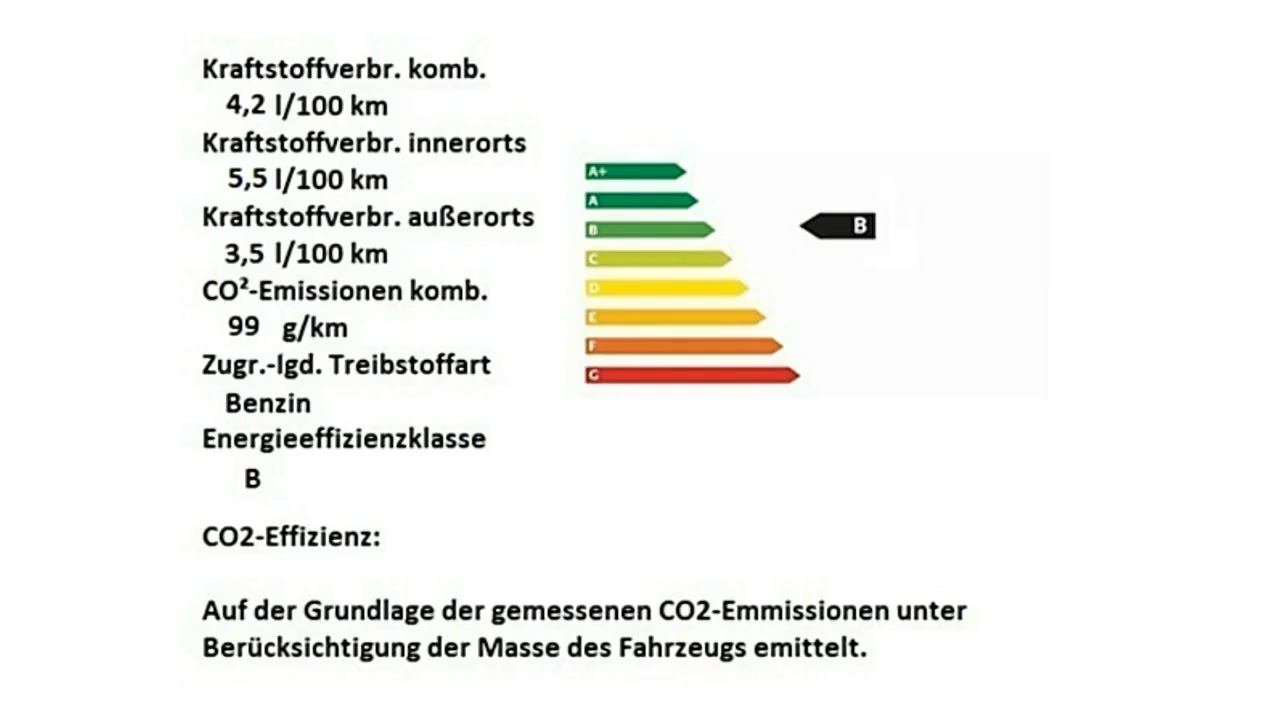 Kraftstoffverbr. komb.
4,2 l/100 km
Kraftstoffverbr. innerorts
5,5 l/100 km
Kraftstoffverbr. außerorts
3,5 l/100 km
CO²-Emissionen komb.
99 g/km
Zugr.-lgd. Treibstoffart
Benzin
Energieeffizienzklasse
B
A+
A
B
C
D
E
F
G
B
CO2-Effizienz:
Auf der Grundlage der gemessenen CO2-Emmissionen unter
Berücksichtigung der Masse des Fahrzeugs emittelt.